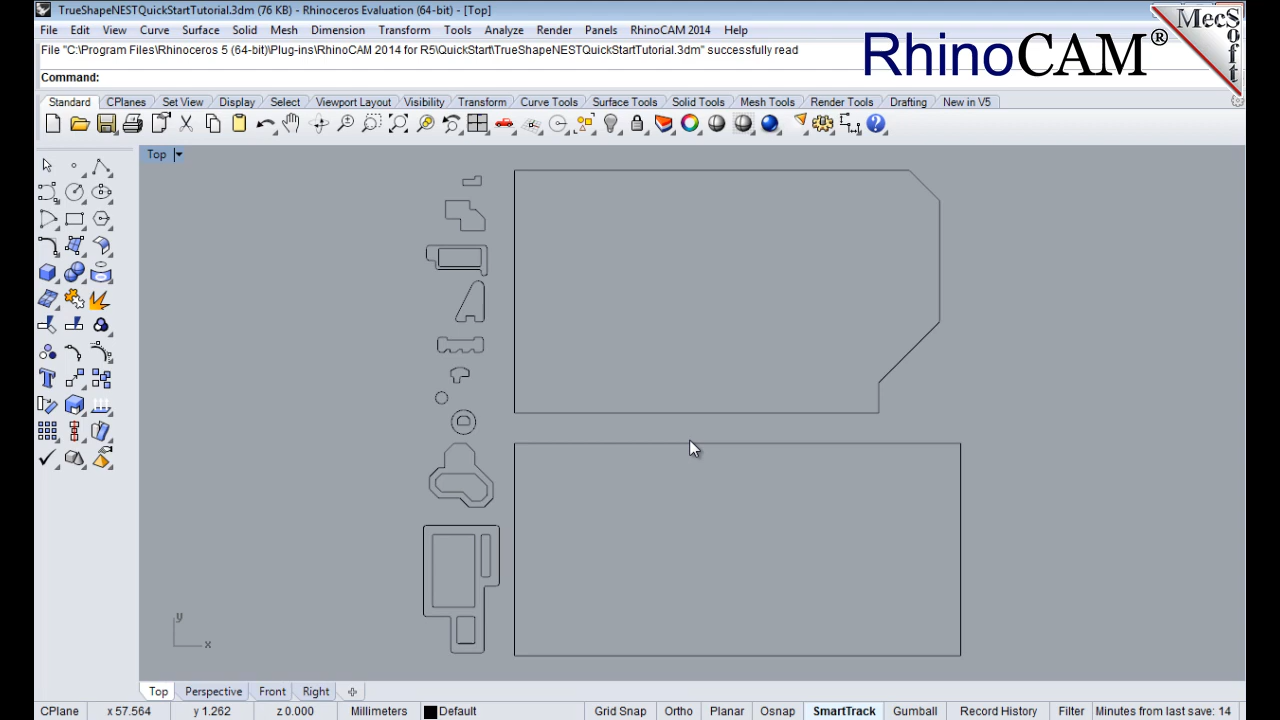 TrueShapeNESTQuickStartTutorial.3dm (76 KB) - Rhinoceros Evaluation (64-bit) - [Top]
File Edit View Curve Surface Solid Mesh Dimension Transform Tools Analyze Render Panels RhinoCAM 2014 Help
File "C:\Program Files\Rhinoceros 5 (64-bit)\Plug-ins\RhinoCAM 2014 for R5\QuickStart\TrueShapeNESTQuickStartTutorial.3dm" successfully read
RhinoCAM®
MecSoft
Command:
Standard CPlanes Set View Display Select Viewport Layout Visibility Transform Curve Tools Surface Tools Solid Tools Mesh Tools Render Tools Drafting New in V5
Top
y
x
Top Perspective Front Right
CPlane x 57.564 y 1.262 z 0.000 Millimeters Default Grid Snap Ortho Planar Osnap SmartTrack Gumball Record History Filter Minutes from last save: 14